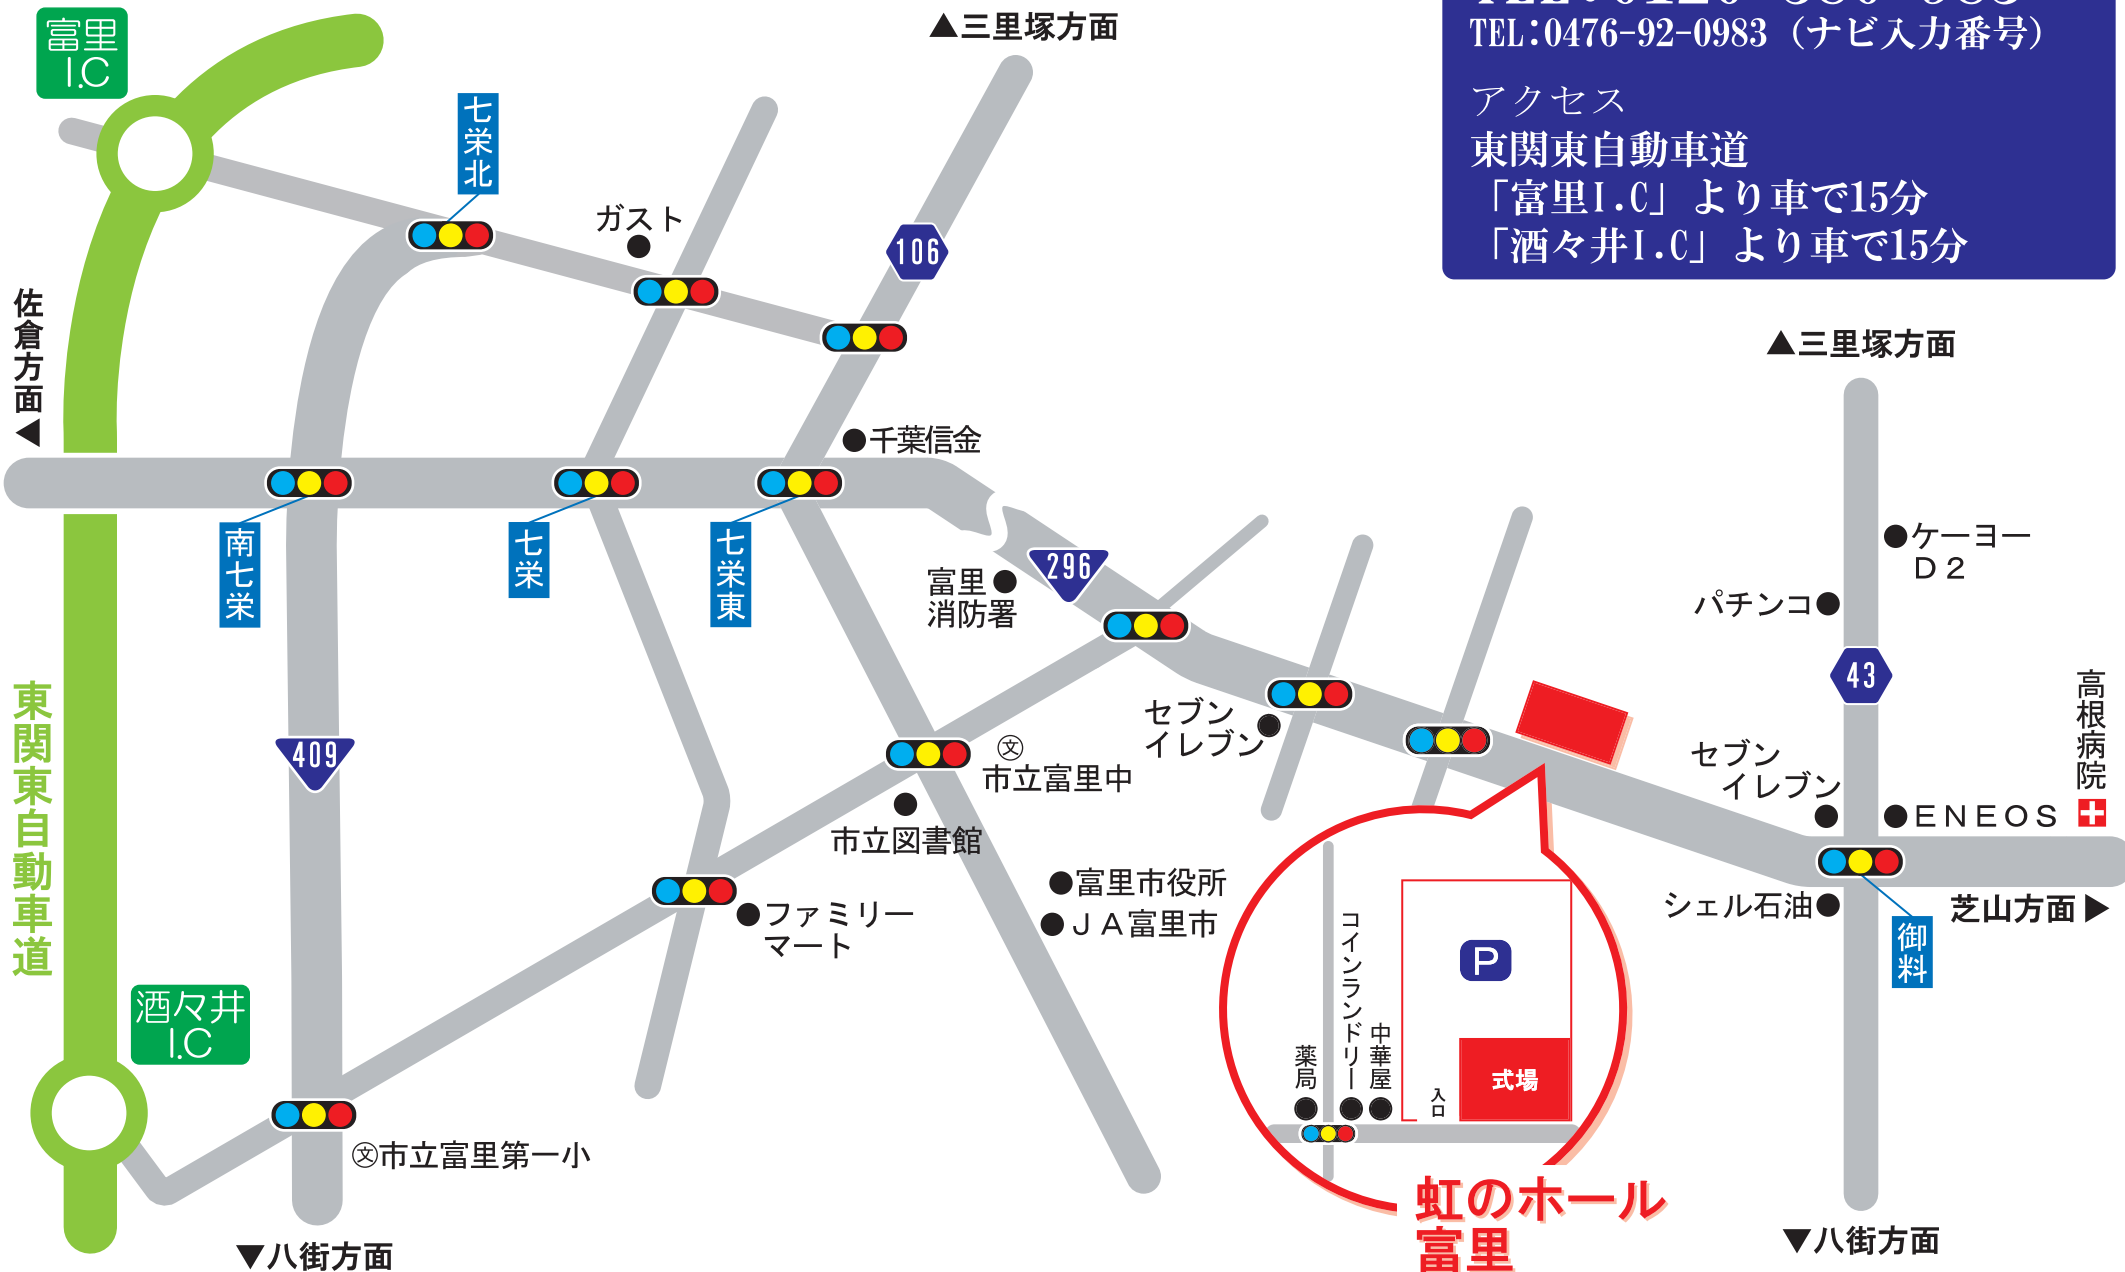 富里
I.C
▲三里塚方面
TEL:0476-92-0983（ナビ入力番号）
アクセス
東関東自動車道
「富里I.C」より車で15分
「酒々井I.C」より車で15分
七栄北
ガスト
106
佐倉方面◀
▲三里塚方面
千葉信金
南七栄
七栄
七栄東
富里
消防署
296
ケーヨー
D2
パチンコ
43
高根病院
東関東自動車道
409
セブン
イレブン
文
市立富里中
セブン
イレブン
ENEOS
市立図書館
富里市役所
JA富里市
ファミリー
マート
シェル石油
芝山方面▶
御料
酒々井
I.C
P
コインランドリー
中華屋
薬局
式場
入口
文市立富里第一小
虹のホール
富里
▼八街方面
▼八街方面